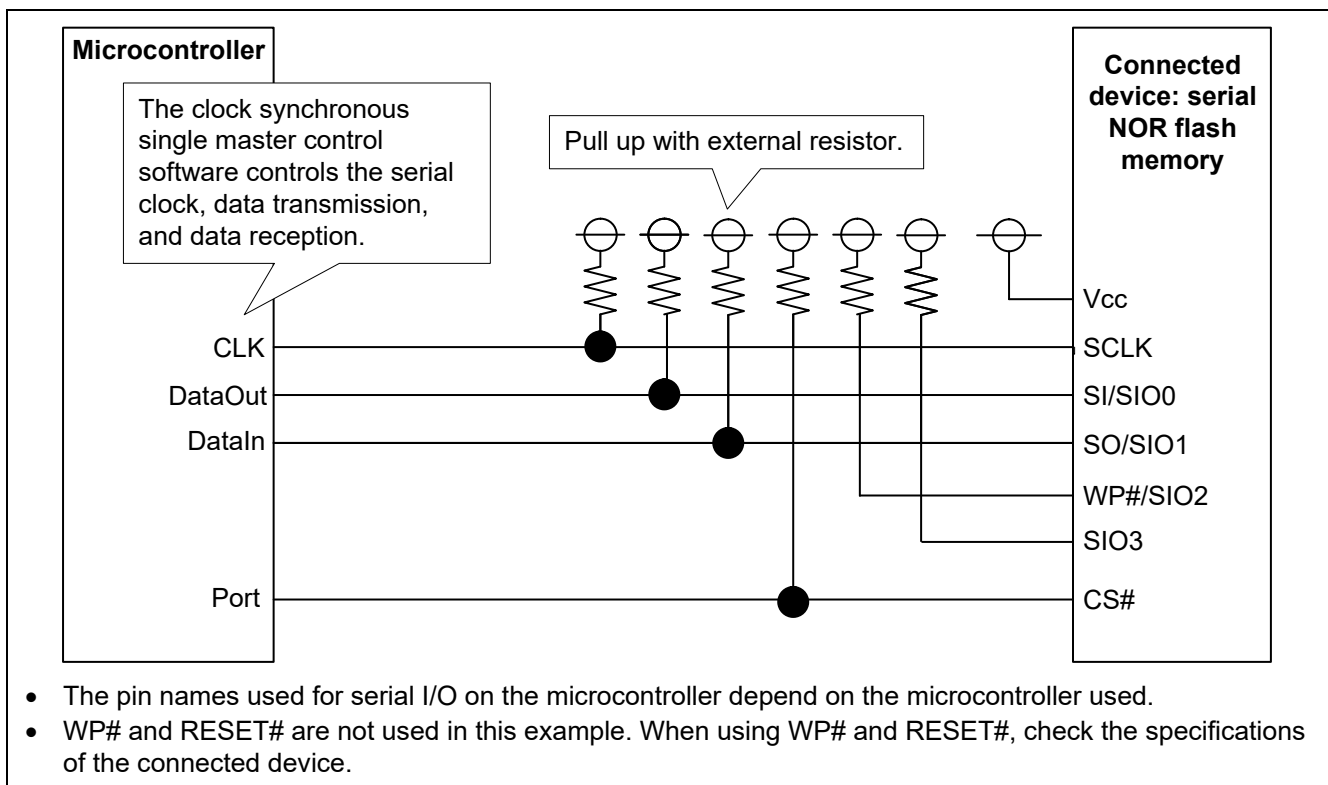 Microcontroller
The clock synchronous
single master control
software controls the serial
clock, data transmission,
and data reception.
Pull up with external resistor.
Connected
device: serial
NOR flash
memory
Vcc
CLK
SCLK
DataOut
SI/SIO0
DataIn
SO/SIO1
WP#/SIO2
SIO3
Port
CS#
• The pin names used for serial I/O on the microcontroller depend on the microcontroller used.
• WP# and RESET# are not used in this example. When using WP# and RESET#, check the specifications
of the connected device.